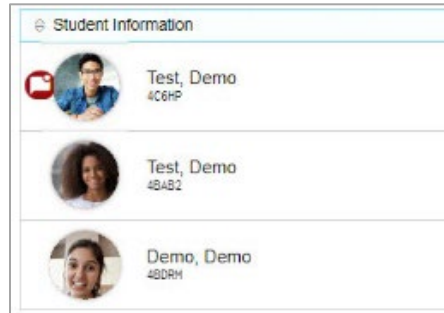 Student Information
Test, Demo
4C6HP
Test, Demo
4BAB2
Demo, Demo
4BDRM